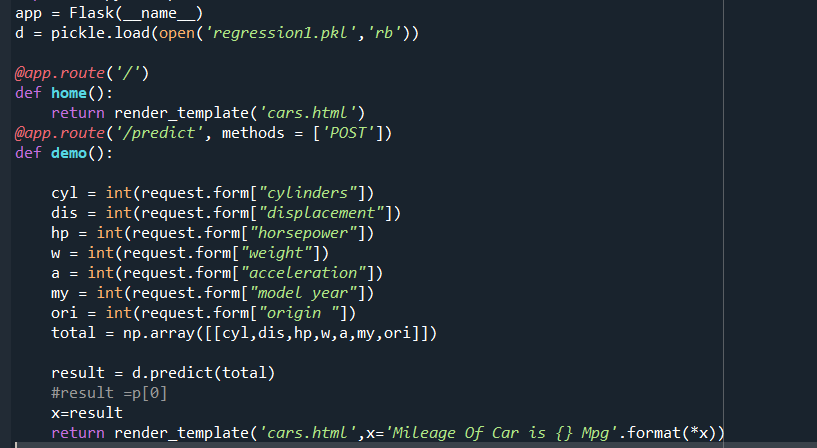 app = Flask(__name__)
d = pickle.load(open('regression1.pkl','rb'))
@app.route('/')
def home():
    return render_template('cars.html')
@app.route('/predict', methods = ['POST'])
def demo():
    cyl = int(request.form["cylinders"])
    dis = int(request.form["displacement"])
    hp = int(request.form["horsepower"])
    w = int(request.form["weight"])
    a = int(request.form["acceleration"])
    my = int(request.form["model year"])
    ori = int(request.form["origin "])
    total = np.array([[cyl,dis,hp,w,a,my,ori]])
    result = d.predict(total)
    #result =p[0]
    x=result
    return render_template('cars.html',x='Mileage Of Car is {} Mpg'.format(*x))